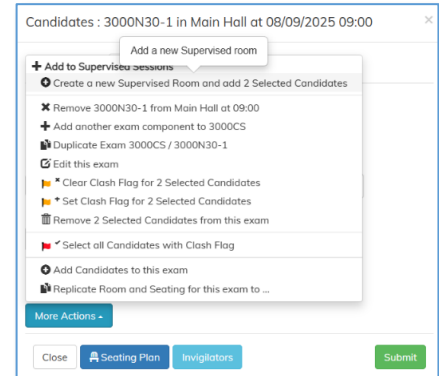 Candidates : 3000N30-1 in Main Hall at 08/09/2025 09:00 ×
Add a new Supervised room
Add to Supervised Sessions
Create a new Supervised Room and add 2 Selected Candidates
Remove 3000N30-1 from Main Hall at 09:00
Add another exam component to 3000CS
Duplicate Exam 3000CS / 3000N30-1
Edit this exam
Clear Clash Flag for 2 Selected Candidates
Set Clash Flag for 2 Selected Candidates
Remove 2 Selected Candidates from this exam
Select all Candidates with Clash Flag
Add Candidates to this exam
Replicate Room and Seating for this exam to ...
More Actions
Close Seating Plan Invigilators Submit